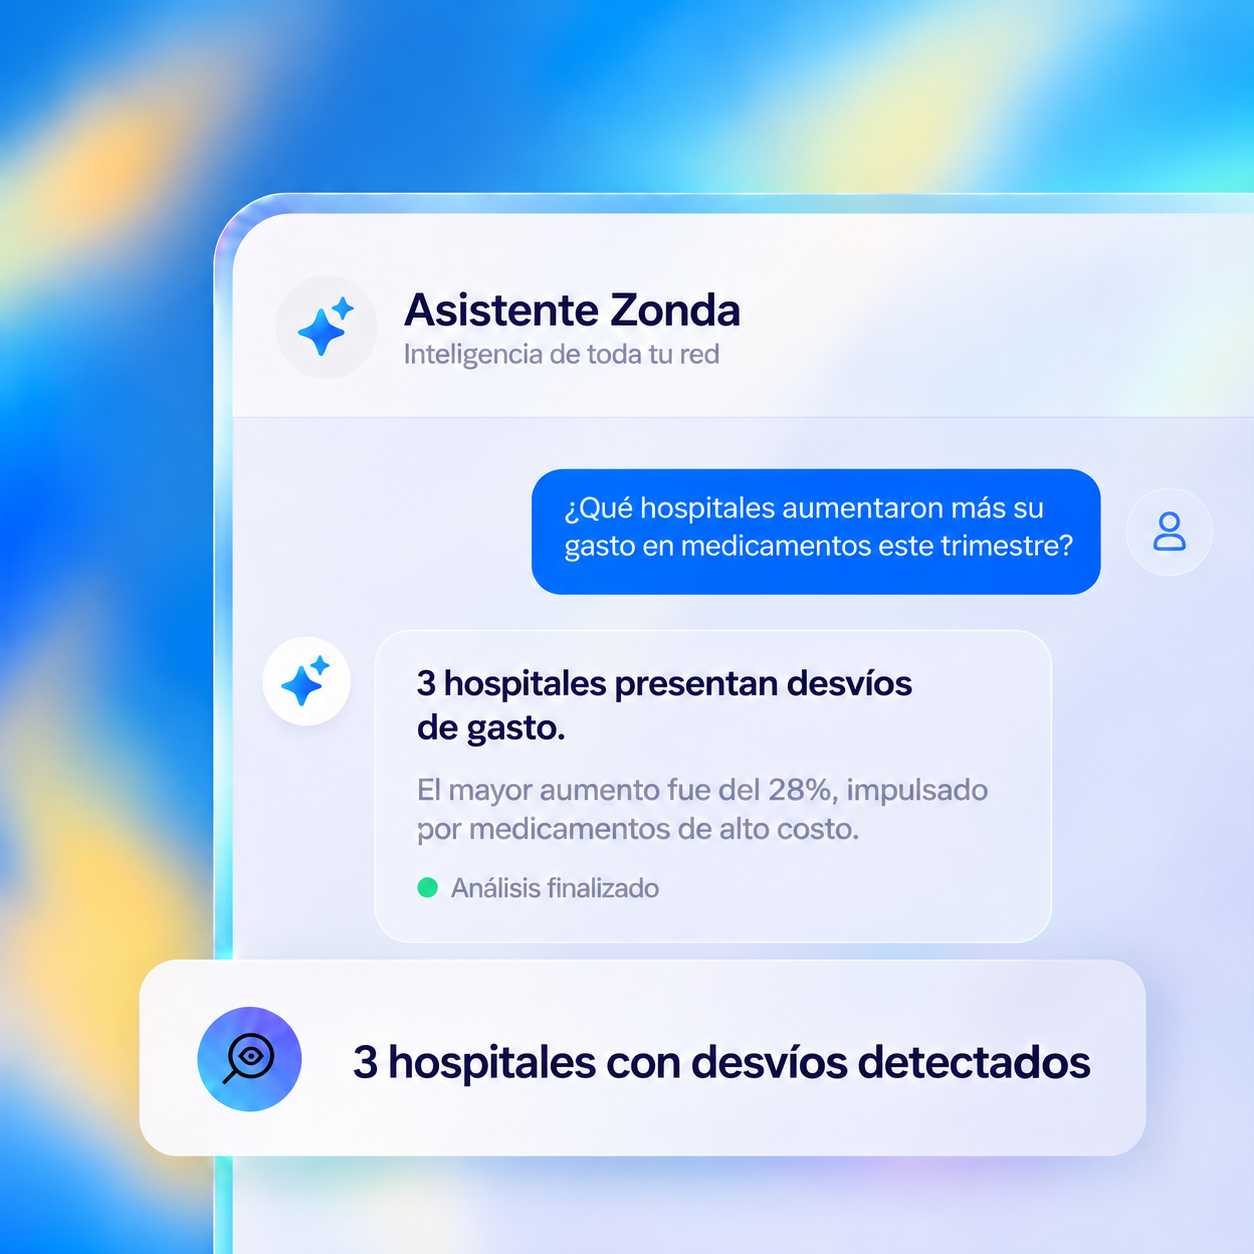 Asistente Zonda
Inteligencia de toda tu red
¿Qué hospitales aumentaron más su
gasto en medicamentos este trimestre?
3 hospitales presentan desvíos
de gasto.
El mayor aumento fue del 28%, impulsado
por medicamentos de alto costo.
Análisis finalizado
3 hospitales con desvíos detectados